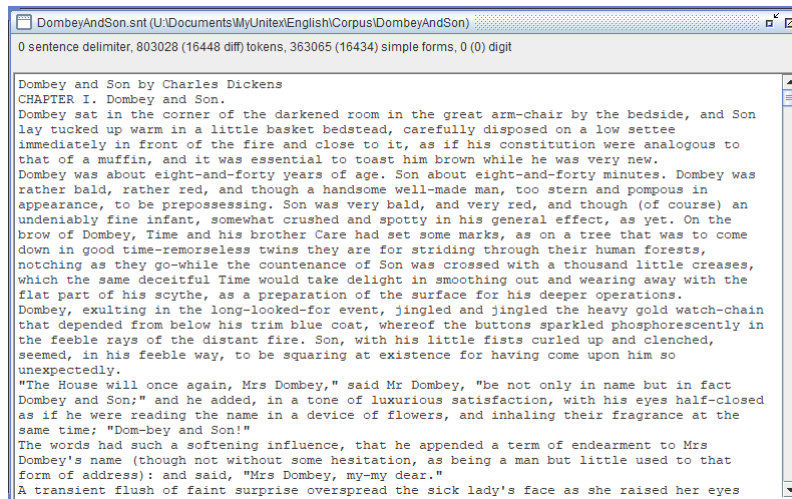 DombeyAndSon.snt (U:\Documents\MyUnitex\English\Corpus\DombeyAndSon)
0 sentence delimiter, 803028 (16448 diff) tokens, 363065 (16434) simple forms, 0 (0) digit
Dombey and Son by Charles Dickens
CHAPTER I. Dombey and Son.
Dombey sat in the corner of the darkened room in the great arm-chair by the bedside, and Son
lay tucked up warm in a little basket bedstead, carefully disposed on a low settee
immediately in front of the fire and close to it, as if his constitution were analogous to
that of a muffin, and it was essential to toast him brown while he was very new.
Dombey was about eight-and-forty years of age. Son about eight-and-forty minutes. Dombey was
rather bald, rather red, and though a handsome well-made man, too stern and pompous in
appearance, to be prepossessing. Son was very bald, and very red, and though (of course) an
undeniably fine infant, somewhat crushed and spotty in his general effect, as yet. On the
brow of Dombey, Time and his brother Care had set some marks, as on a tree that was to come
down in good time-remorseless twins they are for striding through their human forests,
notching as they go-while the countenance of Son was crossed with a thousand little creases,
which the same deceitful Time would take delight in smoothing out and wearing away with the
flat part of his scythe, as a preparation of the surface for his deeper operations.
Dombey, exulting in the long-looked-for event, jingled and jingled the heavy gold watch-chain
that depended from below his trim blue coat, whereof the buttons sparkled phosphorescently in
the feeble rays of the distant fire. Son, with his little fists curled up and clenched,
seemed, in his feeble way, to be squaring at existence for having come upon him so
unexpectedly.
"The House will once again, Mrs Dombey," said Mr Dombey, "be not only in name but in fact
Dombey and Son;" and he added, in a tone of luxurious satisfaction, with his eyes half-closed
as if he were reading the name in a device of flowers, and inhaling their fragrance at the
same time; "Dom-bey and Son!"
The words had such a softening influence, that he appended a term of endearment to Mrs
Dombey's name (though not without some hesitation, as being a man but little used to that
form of address): and said, "Mrs Dombey, my-my dear."
A transient flush of faint surprise overspread the sick lady's face as she raised her eyes